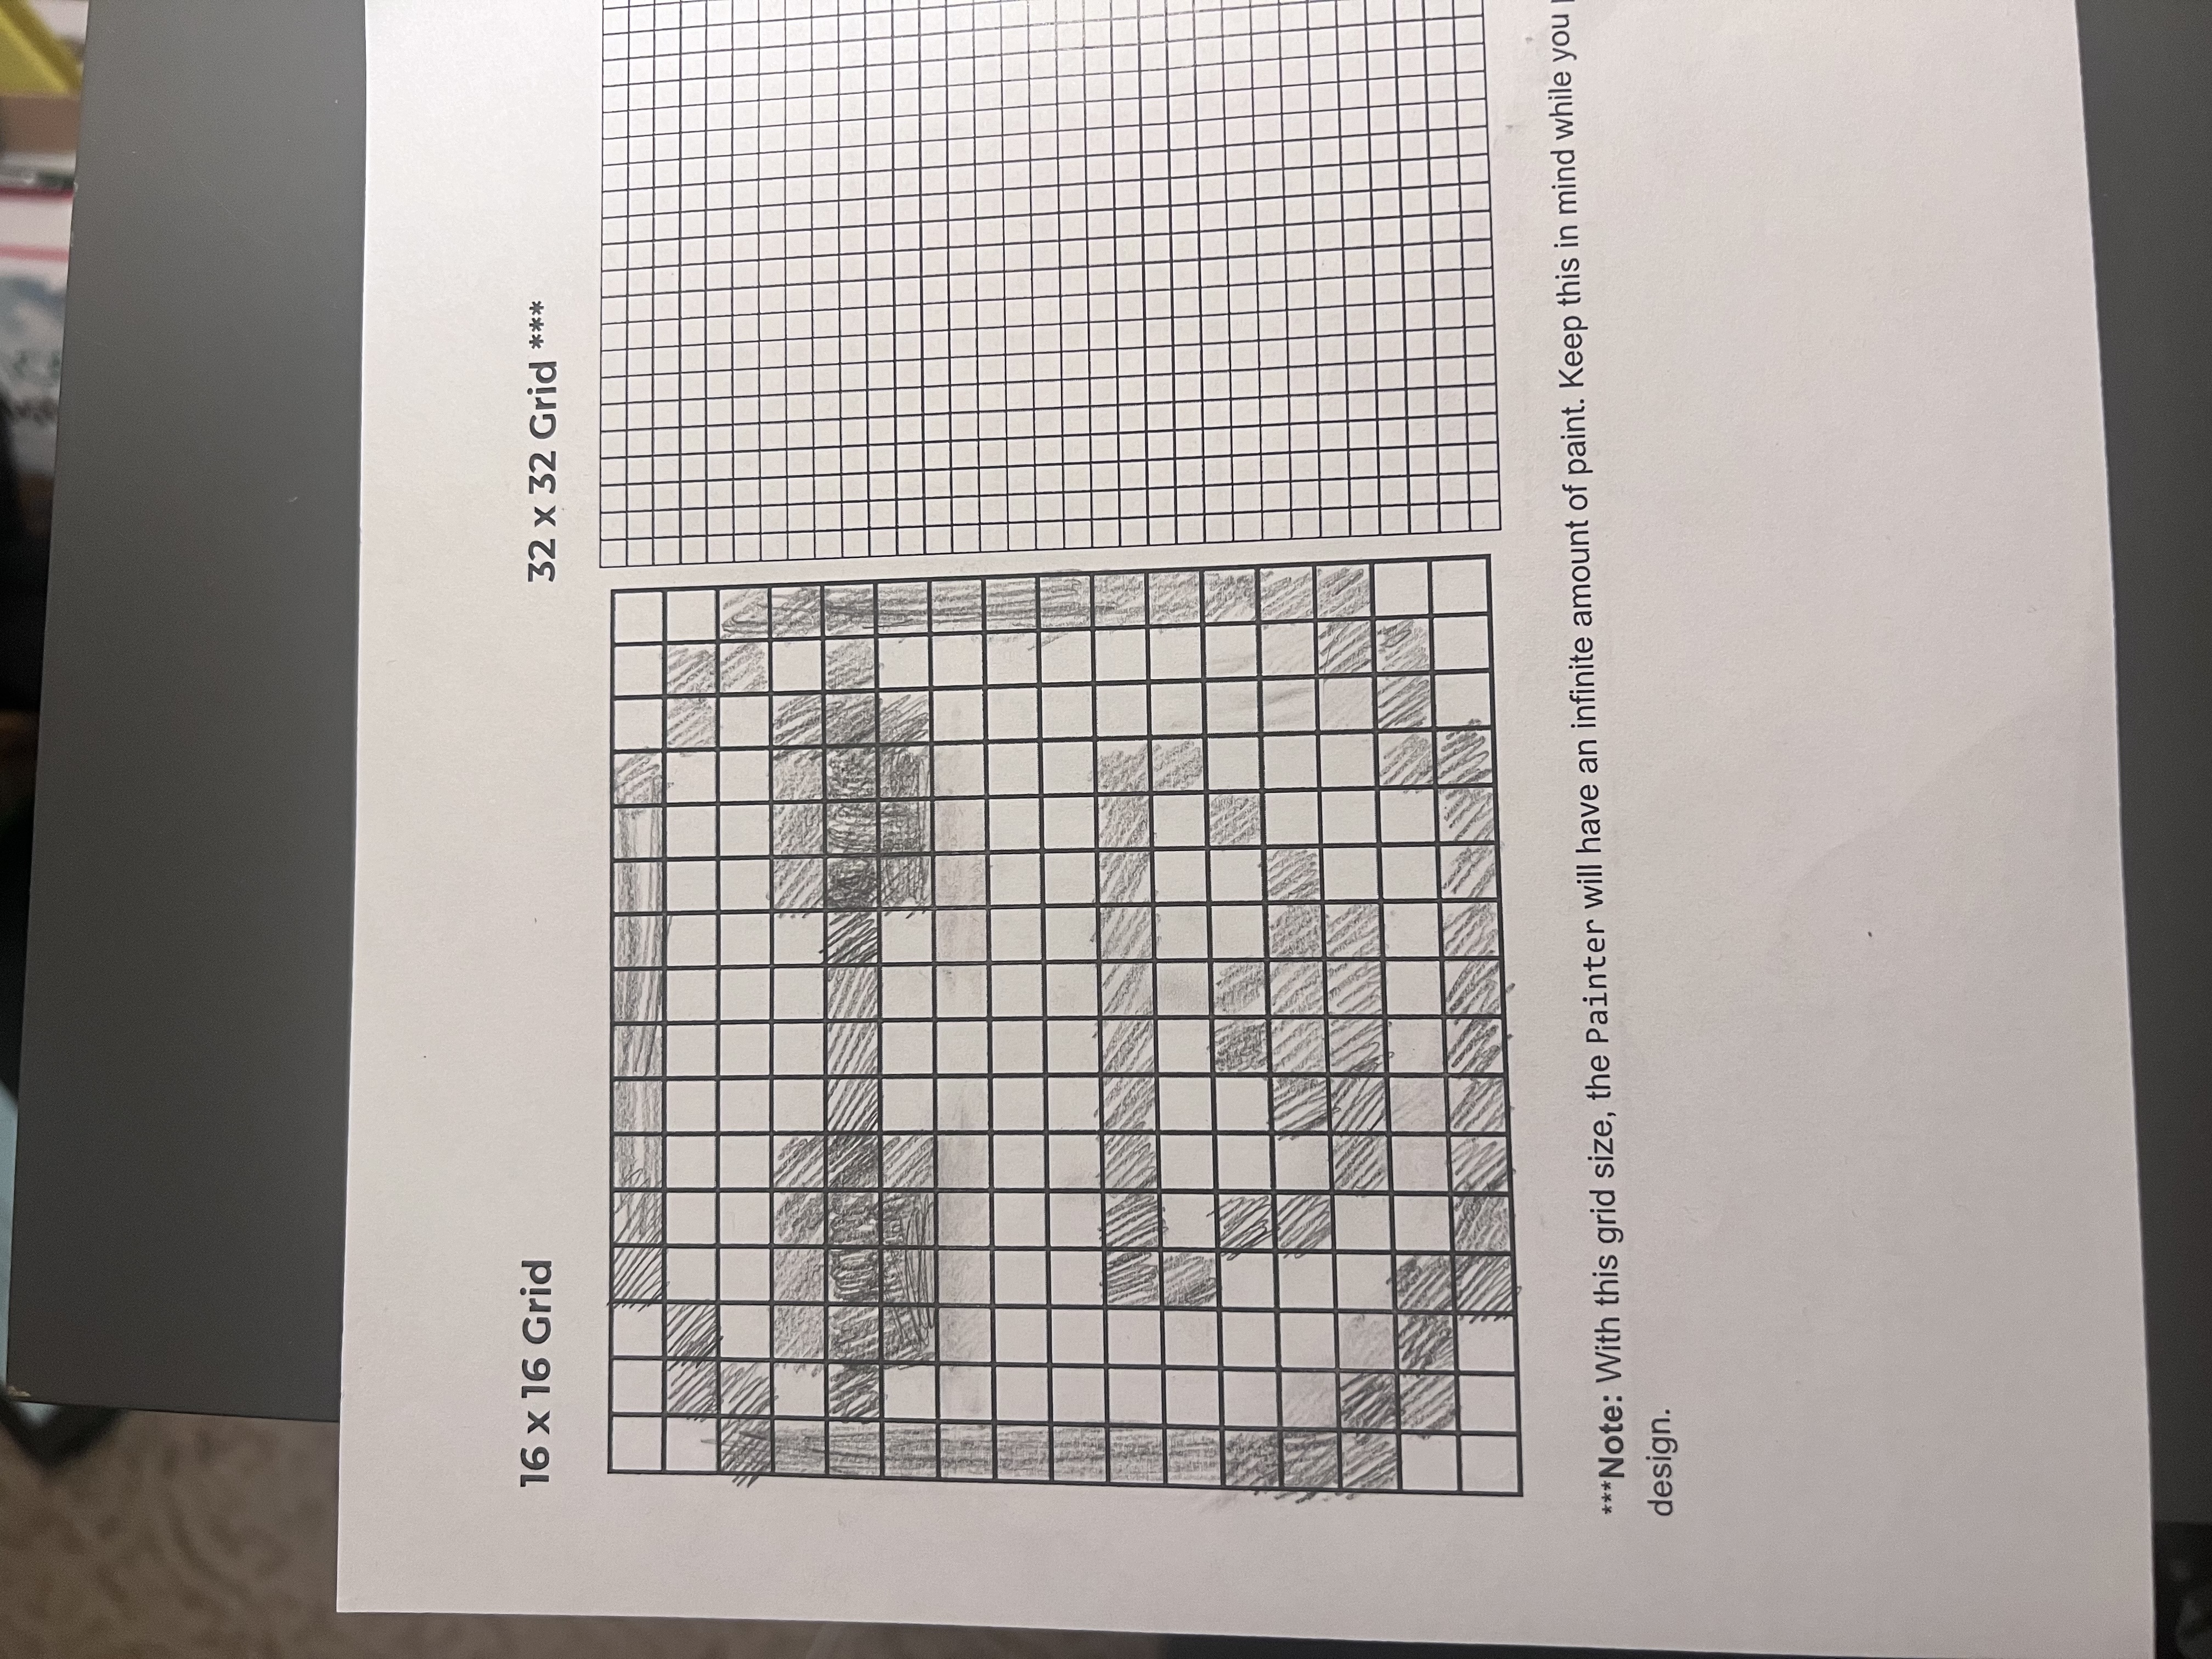 16 x 16 Grid
32 x 32 Grid ***
***Note: With this grid size, the Painter will have an infinite amount of paint. Keep this in mind while you
design.